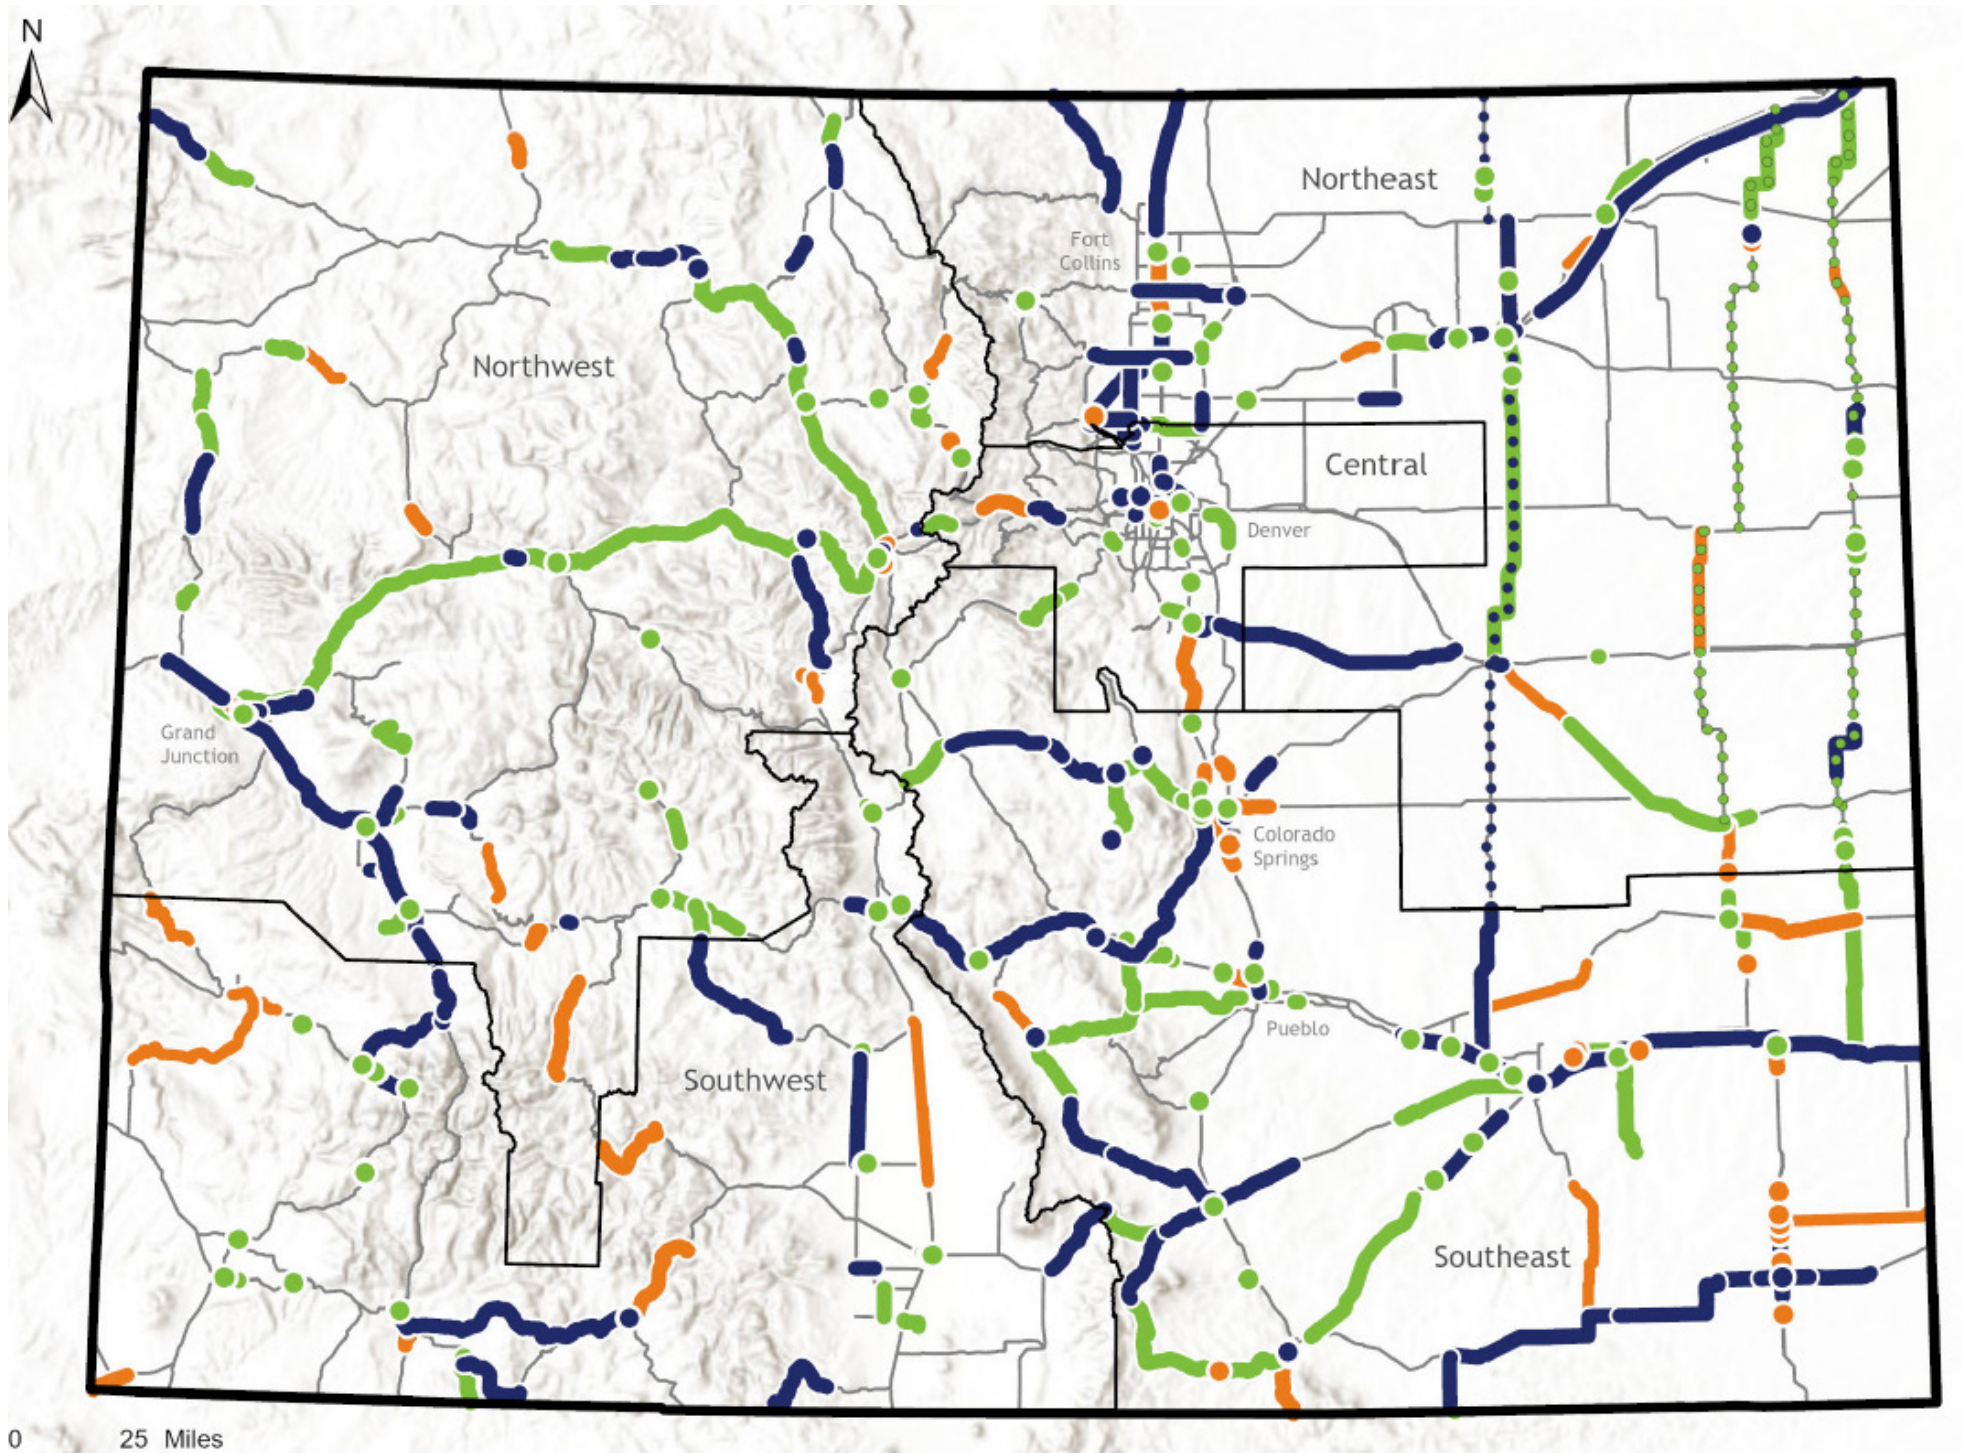 N
Northeast
Fort
Collins
Northwest
Central
Denver
Grand
Junction
Colorado
Springs
Pueblo
Southwest
Southeast
0 25 Miles